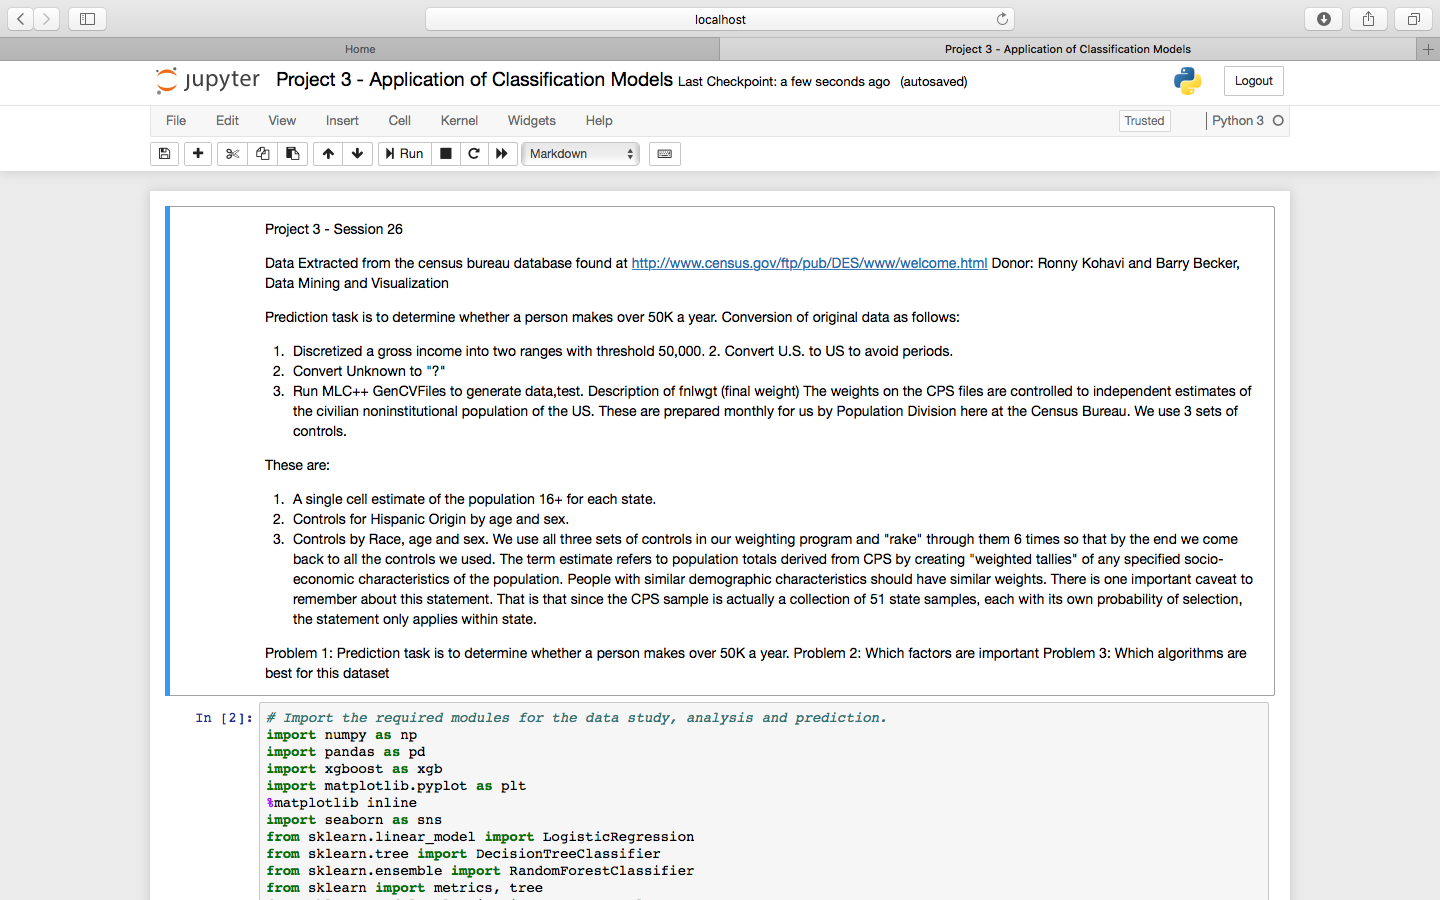 localhost
Home
Project 3 - Application of Classification Models
jupyter Project 3 - Application of Classification Models Last Checkpoint: a few seconds ago (autosaved)
Logout
File Edit View Insert Cell Kernel Widgets Help
Trusted
Python 3
Run
Markdown
Project 3 - Session 26
Data Extracted from the census bureau database found at http://www.census.gov/ftp/pub/DES/www/welcome.html Donor: Ronny Kohavi and Barry Becker,
Data Mining and Visualization
Prediction task is to determine whether a person makes over 50K a year. Conversion of original data as follows:
1. Discretized a gross income into two ranges with threshold 50,000. 2. Convert U.S. to US to avoid periods.
2. Convert Unknown to "?"
3. Run MLC++ GenCVFiles to generate data,test. Description of fnlwgt (final weight) The weights on the CPS files are controlled to independent estimates of
the civilian noninstitutional population of the US. These are prepared monthly for us by Population Division here at the Census Bureau. We use 3 sets of
controls.
These are:
1. A single cell estimate of the population 16+ for each state.
2. Controls for Hispanic Origin by age and sex.
3. Controls by Race, age and sex. We use all three sets of controls in our weighting program and "rake" through them 6 times so that by the end we come
back to all the controls we used. The term estimate refers to population totals derived from CPS by creating "weighted tallies" of any specified socio-
economic characteristics of the population. People with similar demographic characteristics should have similar weights. There is one important caveat to
remember about this statement. That is that since the CPS sample is actually a collection of 51 state samples, each with its own probability of selection,
the statement only applies within state.
Problem 1: Prediction task is to determine whether a person makes over 50K a year. Problem 2: Which factors are important Problem 3: Which algorithms are
best for this dataset
In [2]: # Import the required modules for the data study, analysis and prediction.
import numpy as np
import pandas as pd
import xgboost as xgb
import matplotlib.pyplot as plt
%matplotlib inline
import seaborn as sns
from sklearn.linear_model import LogisticRegression
from sklearn.tree import DecisionTreeClassifier
from sklearn.ensemble import RandomForestClassifier
from sklearn import metrics, tree